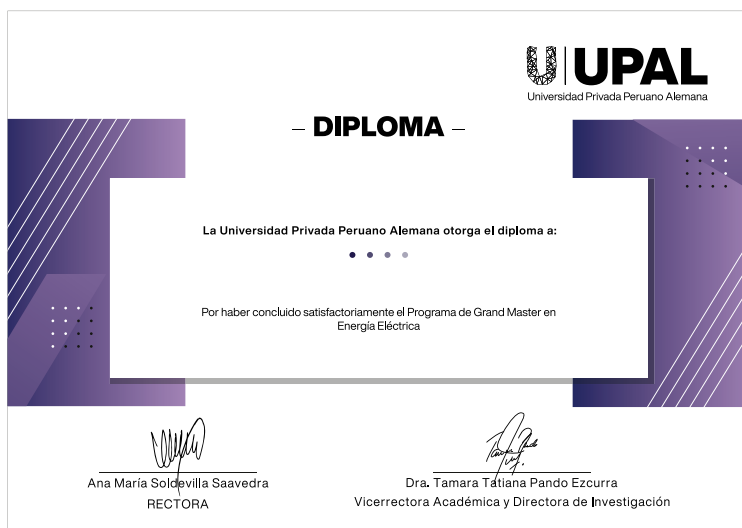 UPAL
Universidad Privada Peruano Alemana
– DIPLOMA –
La Universidad Privada Peruano Alemana otorga el diploma a:
Por haber concluido satisfactoriamente el Programa de Grand Master en
Energía Eléctrica
Ana María Soldevilla Saavedra
RECTORA
Dra. Tamara Tatiana Pando Ezcurra
Vicerrectora Académica y Directora de Investigación